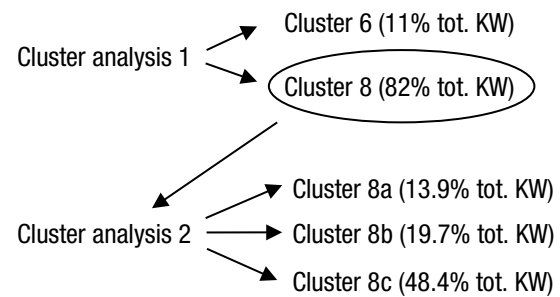 Cluster 6 (11% tot. KW)
Cluster analysis 1
Cluster 8 (82% tot. KW)
Cluster 8a (13.9% tot. KW)
Cluster analysis 2
Cluster 8b (19.7% tot. KW)
Cluster 8c (48.4% tot. KW)